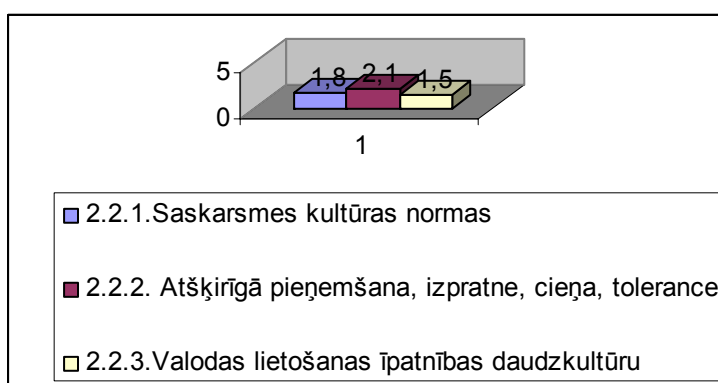 5
0
1,8
2,1
1,5
1
2.2.1.Saskarsmes kultūras normas
2.2.2. Atšķirīgā pieņemšana, izpratne, cieņa, tolerance
2.2.3.Valodas lietošanas īpatnības daudzkultūru